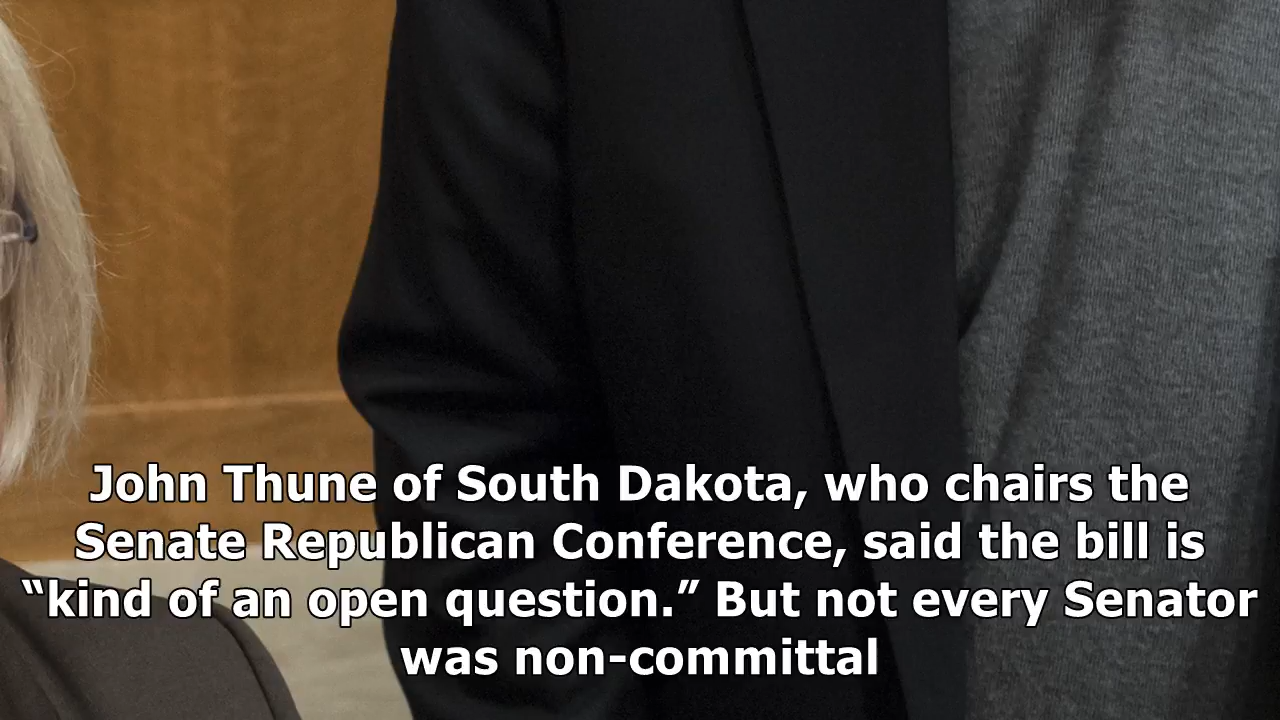 John Thune of South Dakota, who chairs the
Senate Republican Conference, said the bill is
“kind of an open question.” But not every Senator
was non-committal